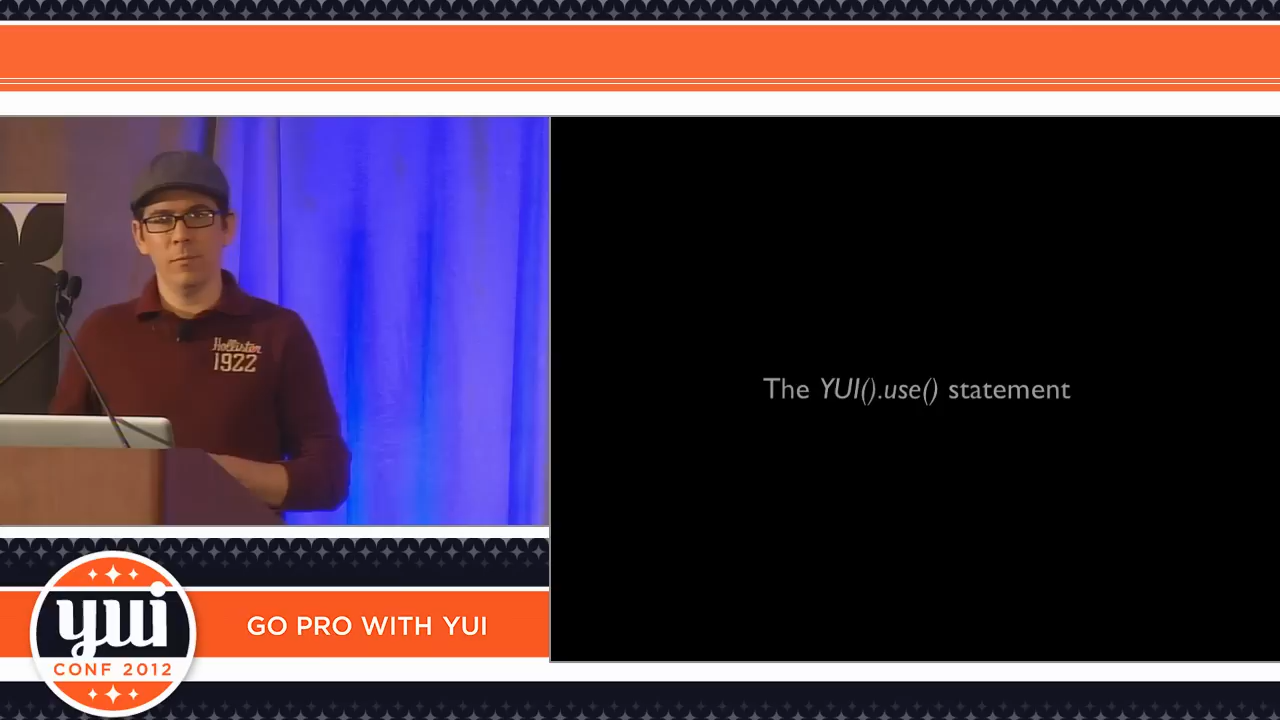 Hollister
1922
The YUI().use() statement
GO PRO WITH YUI
yui
CONF 2012